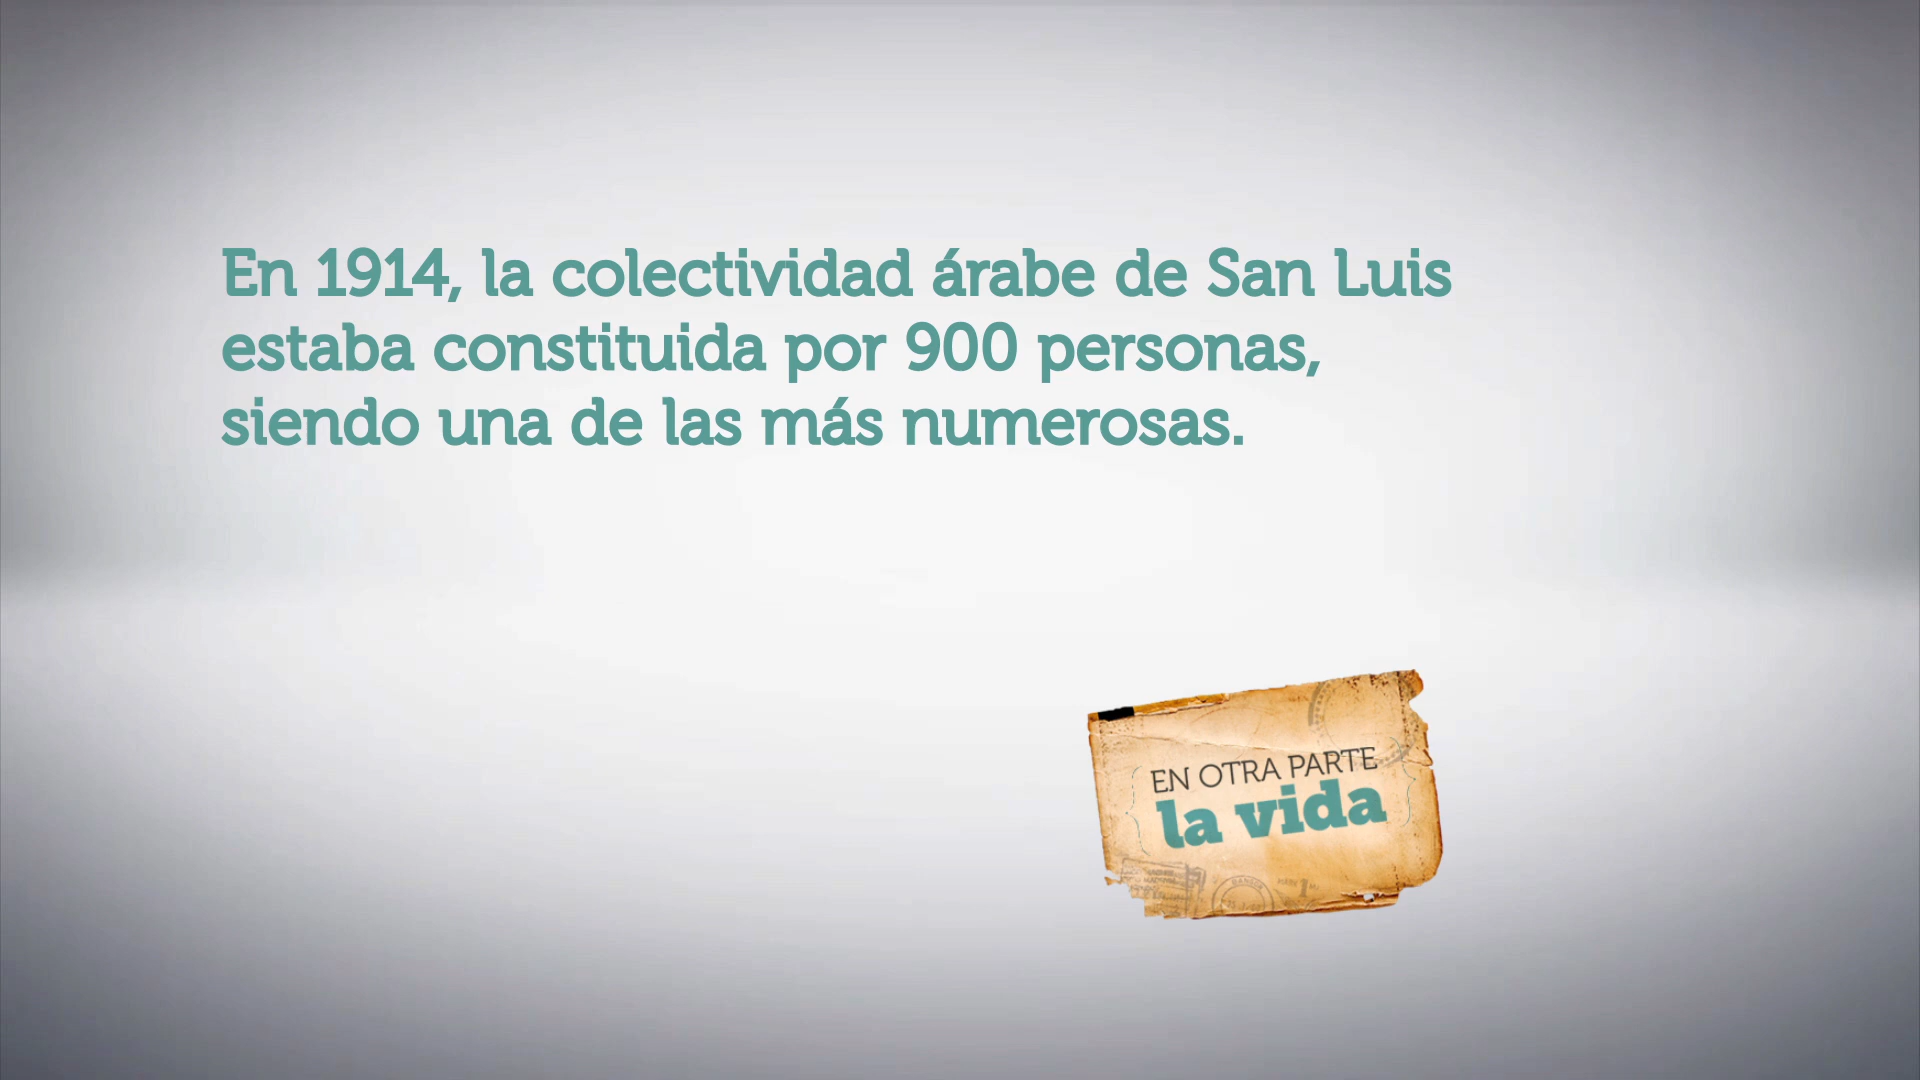 En 1914, la colectividad árabe de San Luis
estaba constituida por 900 personas,
siendo una de las más numerosas.
EN OTRA PARTE
la vida